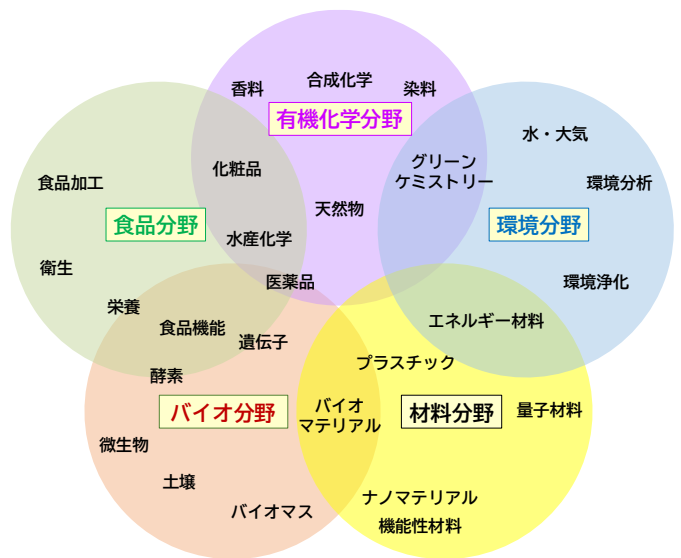 合成化学
香料
染料
有機化学分野
水・大気
グリーン
ケミストリー
化粧品
食品加工
環境分析
天然物
食品分野
環境分野
水産化学
衛生
医薬品
環境浄化
栄養
食品機能
エネルギー材料
遺伝子
プラスチック
酵素
バイオ分野
バイオ
マテリアル
材料分野
量子材料
微生物
土壌
ナノマテリアル
バイオマス
機能性材料